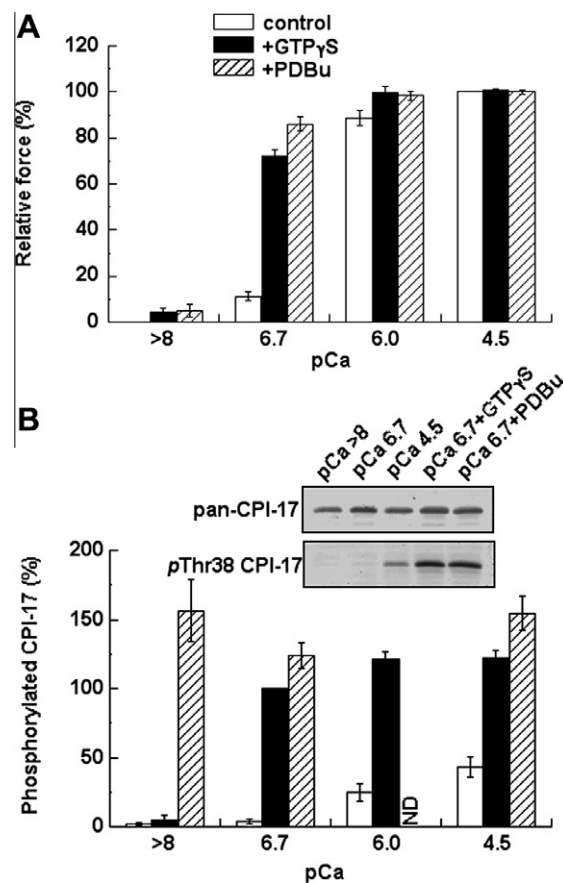 A
control
+GTPγS
+PDBu
120
100
80
60
40
20
0
Relative force (%)
>8 6.7 6.0 4.5
pCa
B
pCa >8 pCa 6.7 pCa 4.5 pCa 6.7+GTPγS pCa 6.7+PDBu
pan-CPI-17
pThr38 CPI-17
200
150
100
50
0
Phosphorylated CPI-17 (%)
ND
>8 6.7 6.0 4.5
pCa